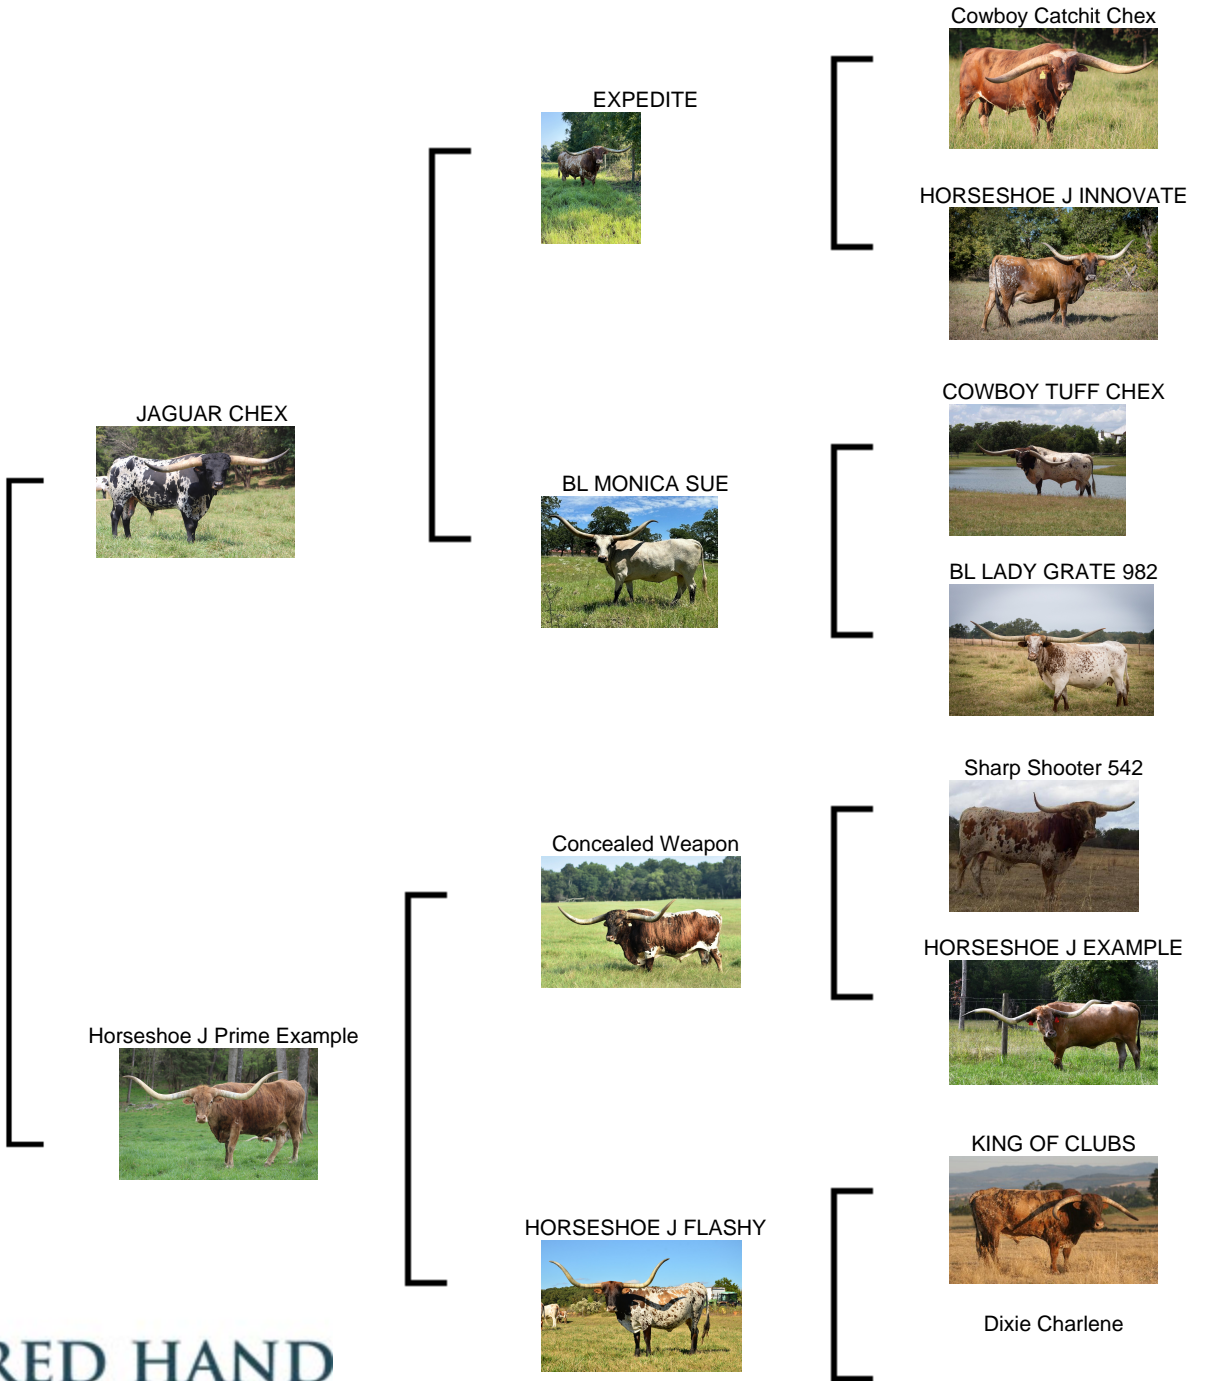 Cowboy Catchit Chex
EXPEDITE
HORSESHOE J INNOVATE
JAGUAR CHEX
COWBOY TUFF CHEX
BL MONICA SUE
BL LADY GRATE 982
Sharp Shooter 542
Concealed Weapon
HORSESHOE J EXAMPLE
Horseshoe J Prime Example
KING OF CLUBS
HORSESHOE J FLASHY
Dixie Charlene
RED HAND